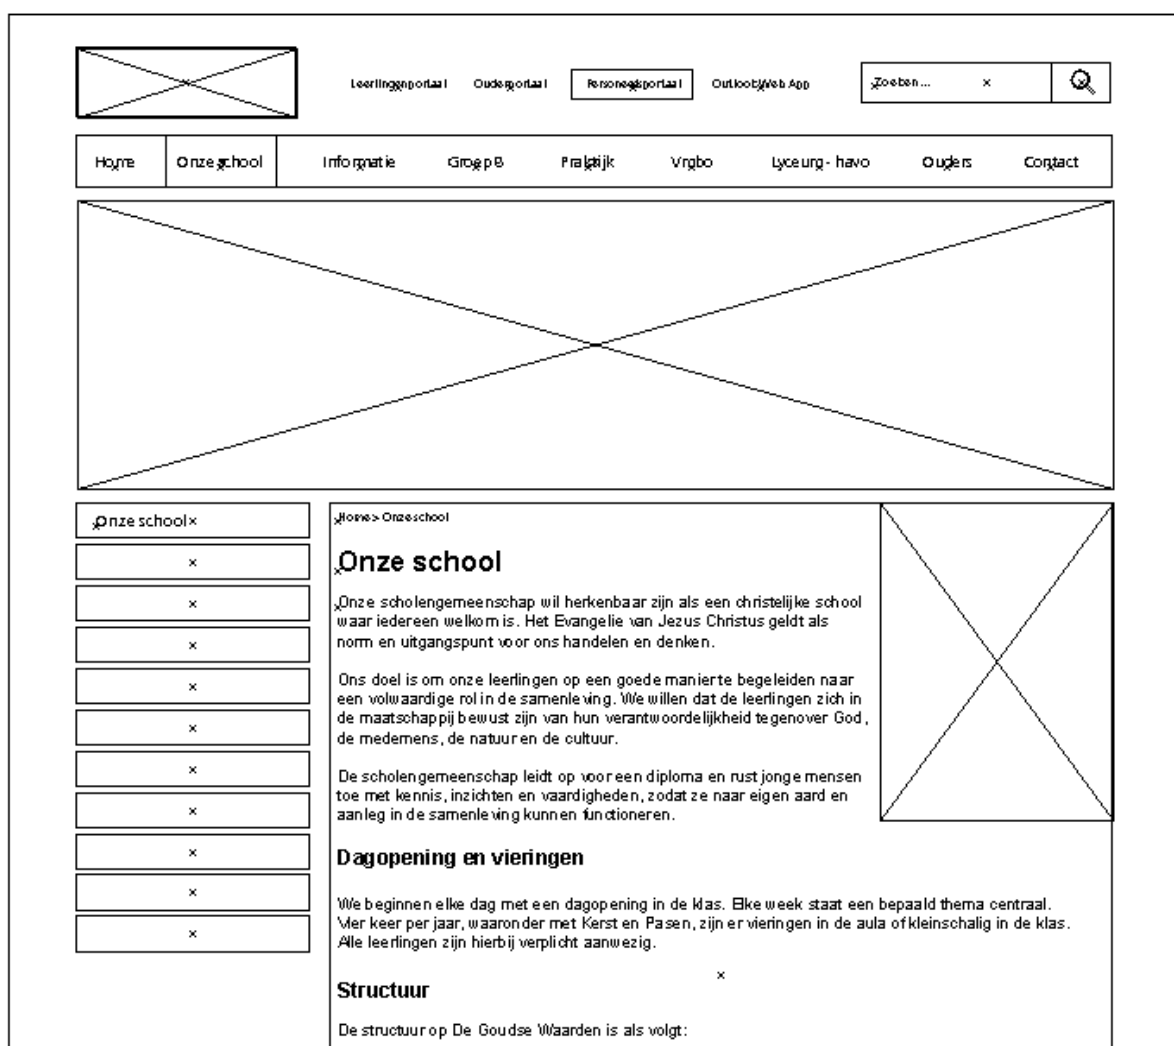 Leerlingenportaal Ouderportaal Personeelsportaal Outlook Web App Zoeken...
Home Onze school Informatie Groep 8 Praktijk Vmbo Lyceum - havo Ouders Contact
Onze school
Home > Onze school
Onze school
Onze scholengemeenschap wil herkenbaar zijn als een christelijke school
waar iedereen welkom is. Het Evangelie van Jezus Christus geldt als
norm en uitgangspunt voor ons handelen en denken.
Ons doel is om onze leerlingen op een goede manier te begeleiden naar
een volwaardige rol in de samenleving. We willen dat de leerlingen zich in
de maatschappij bewust zijn van hun verantwoordelijkheid tegenover God,
de medemens, de natuur en de cultuur.
De scholengemeenschap leidt op voor een diploma en rust jonge mensen
toe met kennis, inzichten en vaardigheden, zodat ze naar eigen aard en
aanleg in de samenleving kunnen functioneren.
Dagopening en vieringen
We beginnen elke dag met een dagopening in de klas. Elke week staat een bepaald thema centraal.
Vier keer per jaar, waaronder met Kerst en Pasen, zijn er vieringen in de aula of kleinschalig in de klas.
Alle leerlingen zijn hierbij verplicht aanwezig.
Structuur
De structuur op De Goudse Waarden is als volgt: